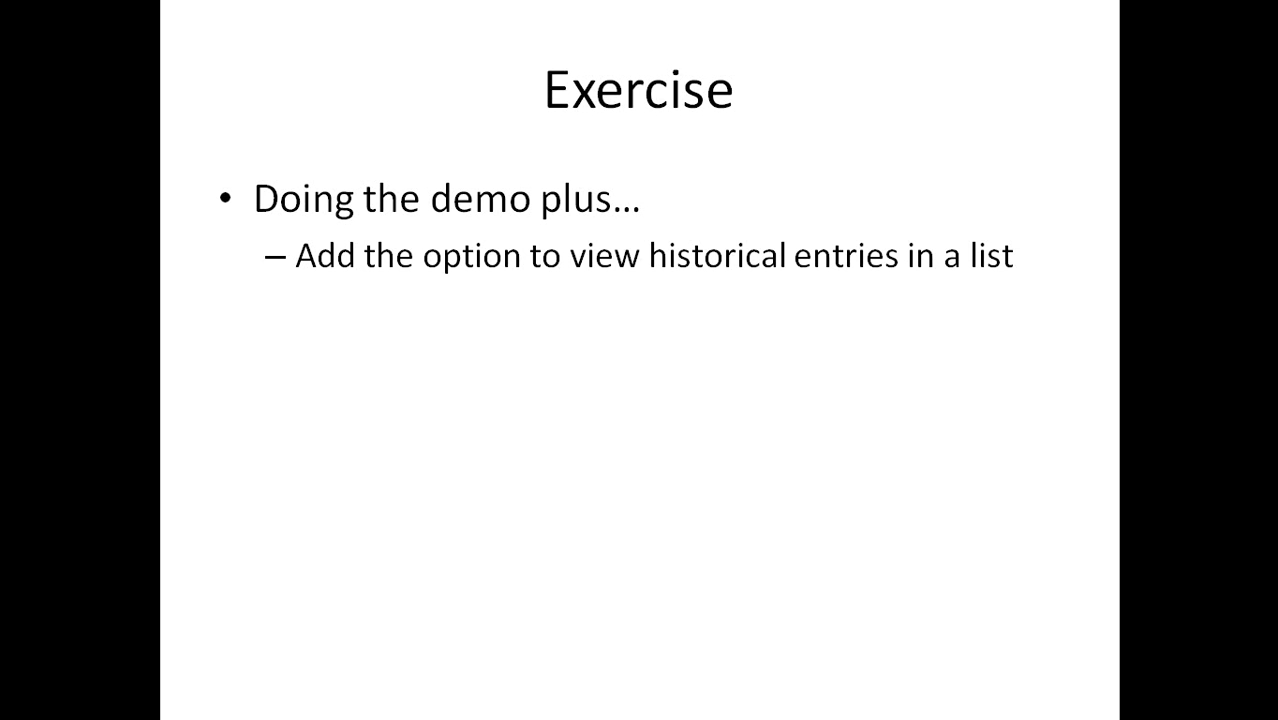 Exercise
• Doing the demo plus…
– Add the option to view historical entries in a list